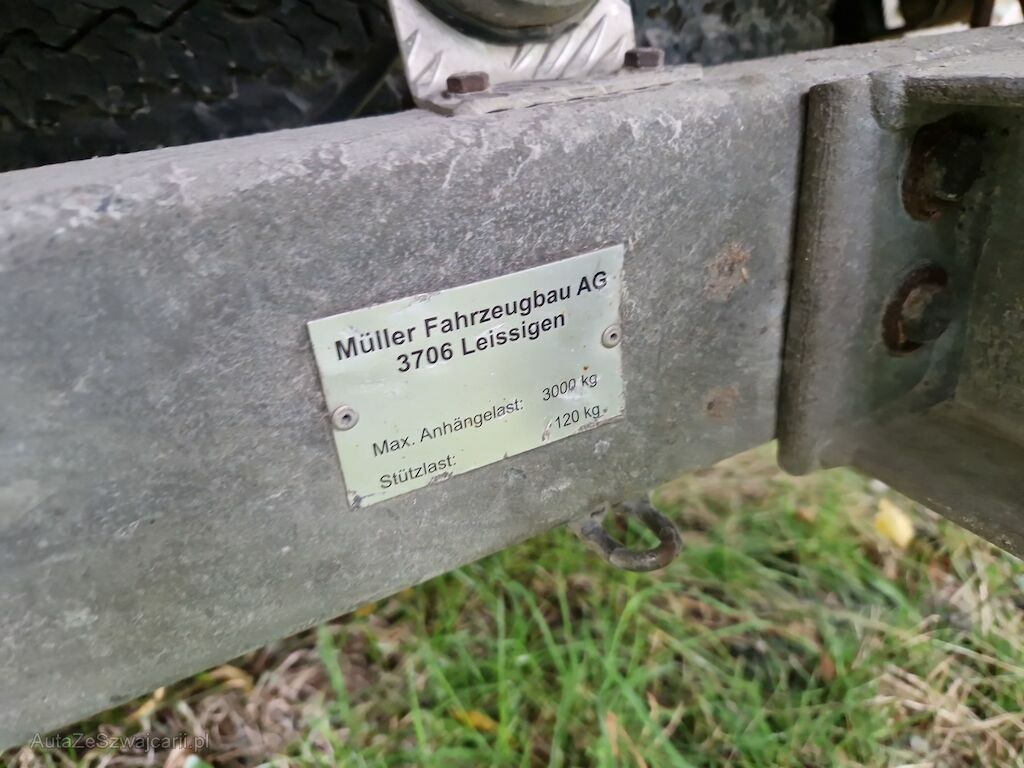 Müller Fahrzeugbau AG
3706 Leissigen
Max. Anhängelast: 3000 kg
Stützlast: 120 kg
AutaZeSzwajcarii.pl